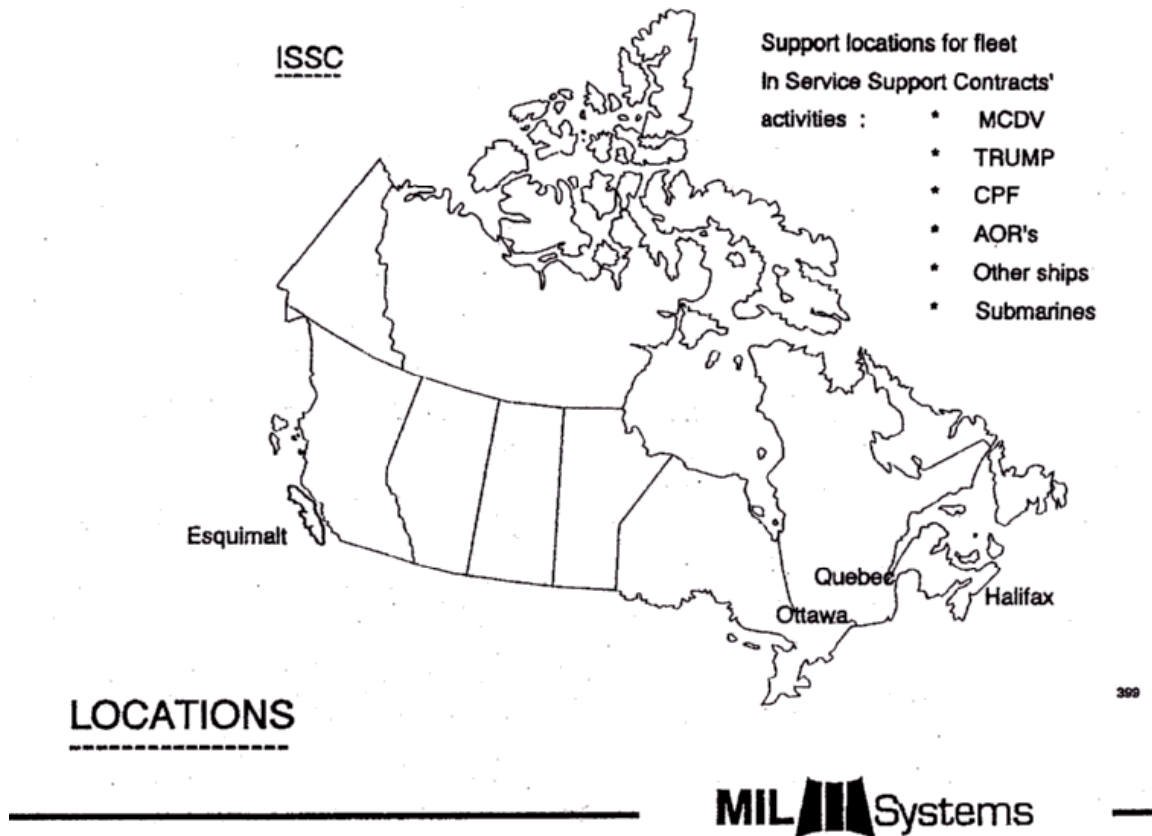 ISSC
Support locations for fleet
In Service Support Contracts'
activities :
* MCDV
* TRUMP
* CPF
* AOR's
* Other ships
* Submarines
Esquimalt
Quebec
Ottawa
Halifax
399
LOCATIONS
MIL Systems